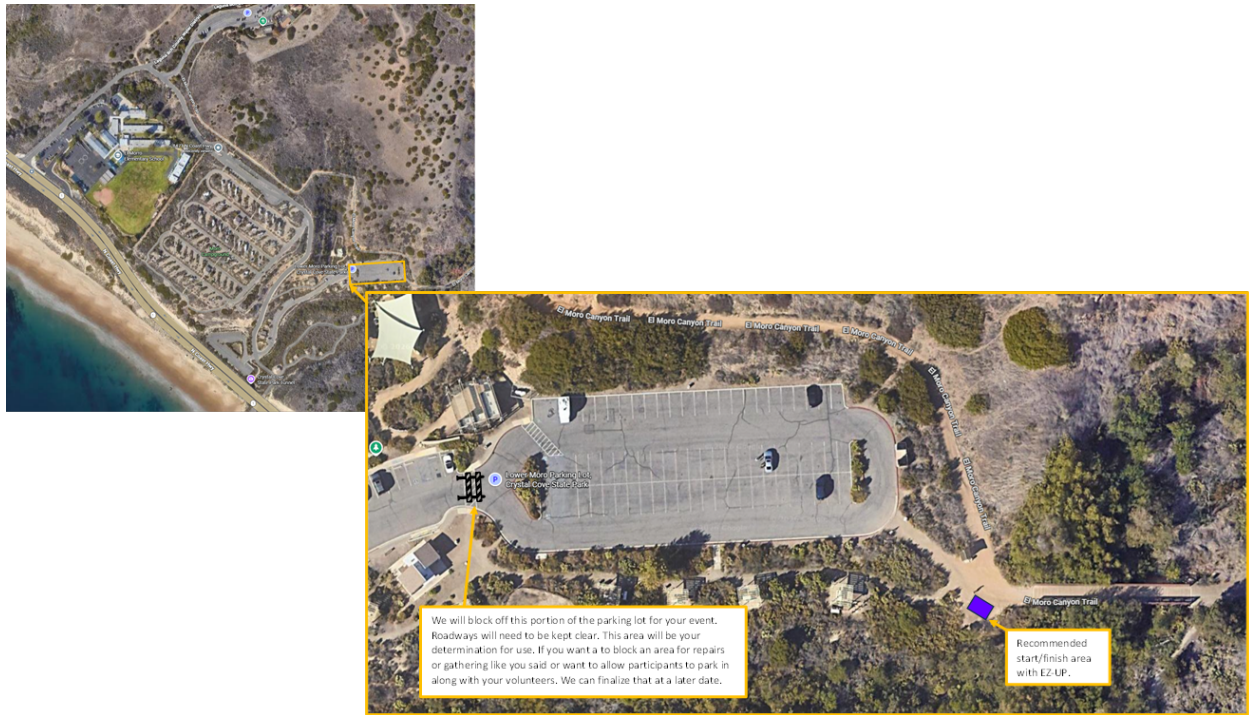 El Moro Canyon Trail
El Moro Canyon Trail
El Moro Canyon Trail
El Moro Canyon Trail
El Moro Canyon Trail
El Moro Canyon Trail
P
Lower Moro Parking Lot
Crystal Cove State Park
El Moro Canyon Trail
We will block off this portion of the parking lot for your event.
Roadways will need to be kept clear. This area will be your
determination for use. If you want a to block an area for repairs
or gathering like you said or want to allow participants to park in
along with your volunteers. We can finalize that at a later date.
Recommended
start/finish area
with EZ-UP.